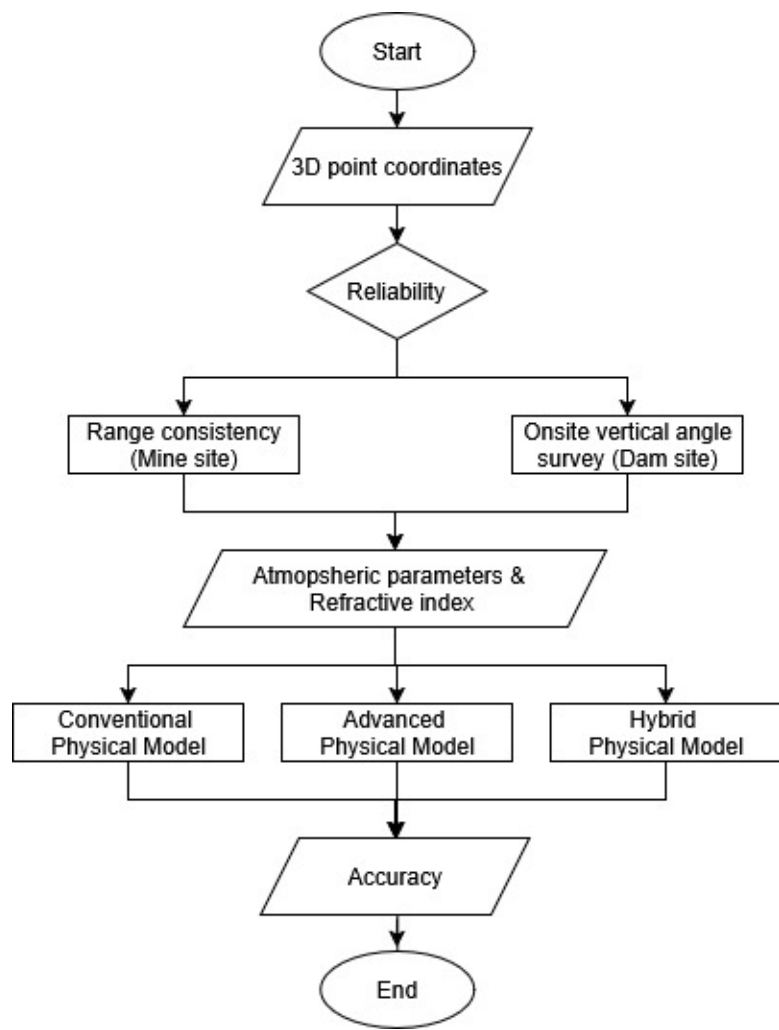 Start
3D point coordinates
Reliability
Range consistency
(Mine site)
Onsite vertical angle
survey (Dam site)
Atmopsheric parameters &
Refractive index
Conventional
Physical Model
Advanced
Physical Model
Hybrid
Physical Model
Accuracy
End